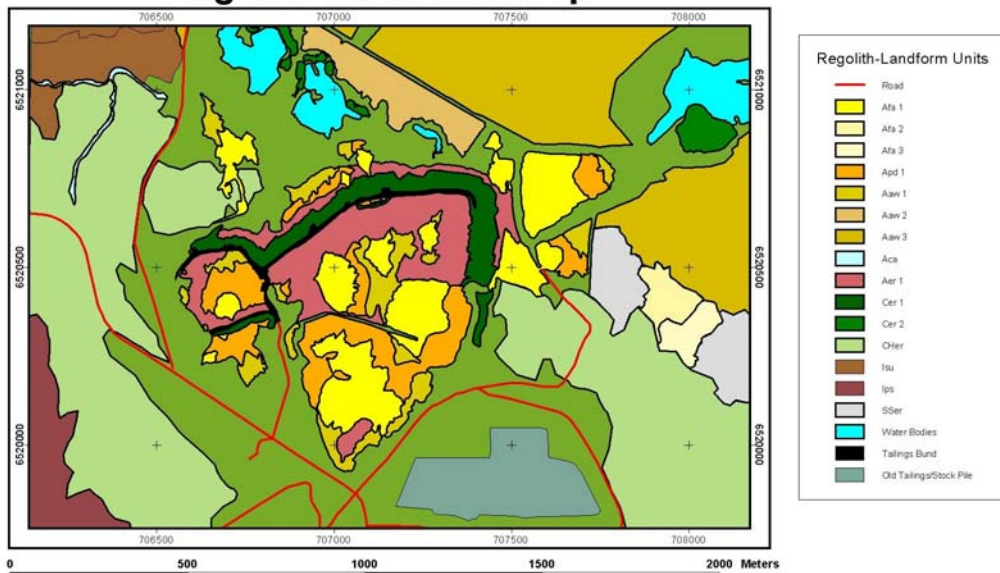 706500
707000
707500
708000
6521000
6521000
6520500
6520500
6520000
6520000
706500
707000
707500
708000
0
500
1000
1500
2000 Meters
Regolith-Landform Units
Road
Afa 1
Afa 2
Afa 3
Apd 1
Aaw 1
Aaw 2
Aaw 3
Aca
Aer 1
Cer 1
Cer 2
CHer
Isu
Ips
SSer
Water Bodies
Tailings Bund
Old Tailings/Stock Pile